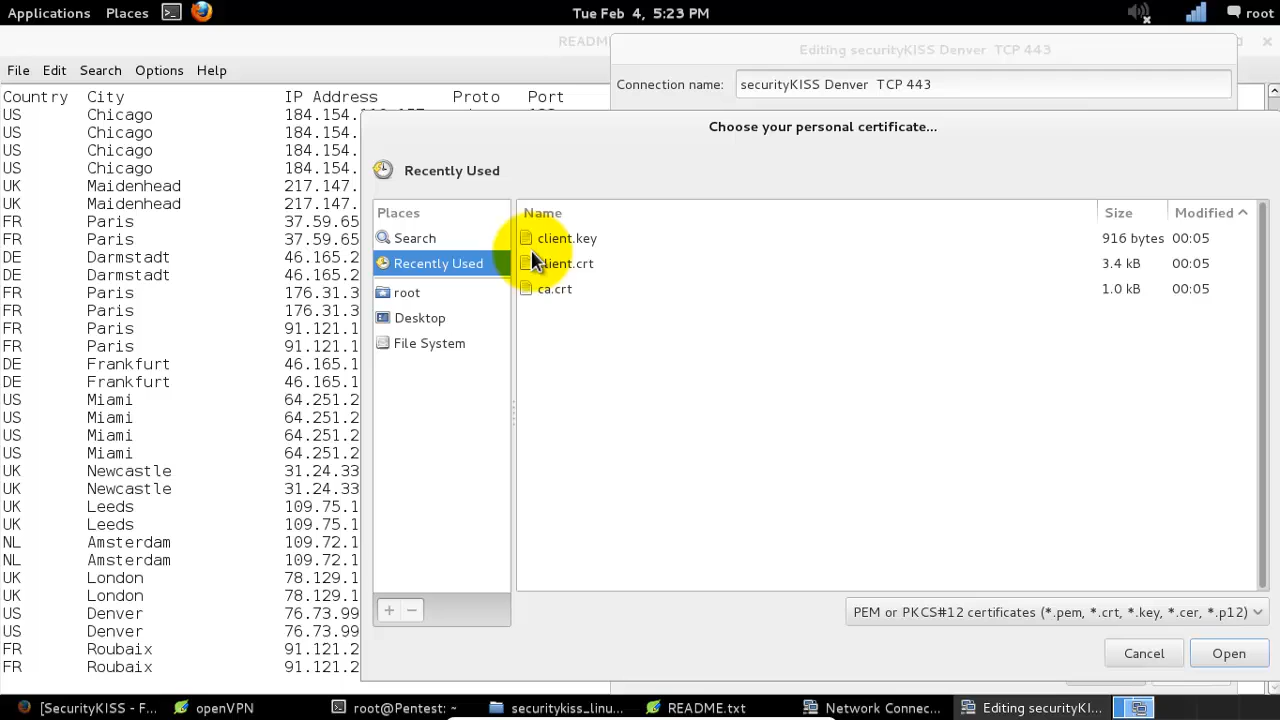 Applications Places Tue Feb 4, 5:23 PM root
Editing securityKISS Denver TCP 443
File Edit Search Options Help
Connection name: securityKISS Denver TCP 443
Country City IP Address Proto Port
US Chicago
US Chicago 184.154.
US Chicago 184.154.
US Chicago 184.154.
UK Maidenhead 217.147.
UK Maidenhead 217.147.
FR Paris 37.59.65
FR Paris 37.59.65
DE Darmstadt 46.165.2
DE Darmstadt 46.165.2
FR Paris 176.31.3
FR Paris 176.31.3
FR Paris 91.121.1
FR Paris 91.121.1
DE Frankfurt 46.165.1
DE Frankfurt 46.165.1
US Miami 64.251.2
US Miami 64.251.2
US Miami 64.251.2
US Miami 64.251.2
UK Newcastle 31.24.33
UK Newcastle 31.24.33
UK Leeds 109.75.1
UK Leeds 109.75.1
NL Amsterdam 109.72.1
NL Amsterdam 109.72.1
UK London 78.129.1
UK London 78.129.1
US Denver 76.73.99
US Denver 76.73.99
FR Roubaix 91.121.2
FR Roubaix 91.121.2
Choose your personal certificate...
Recently Used
Places
Search
Recently Used
root
Desktop
File System
Name Size Modified
client.key 916 bytes 00:05
client.crt 3.4 kB 00:05
ca.crt 1.0 kB 00:05
PEM or PKCS#12 certificates (*.pem, *.crt, *.key, *.cer, *.p12)
Cancel Open
[SecurityKISS - F... openVPN root@Pentest: ~ securitykiss_linu... README.txt Network Connec... Editing securityKI...